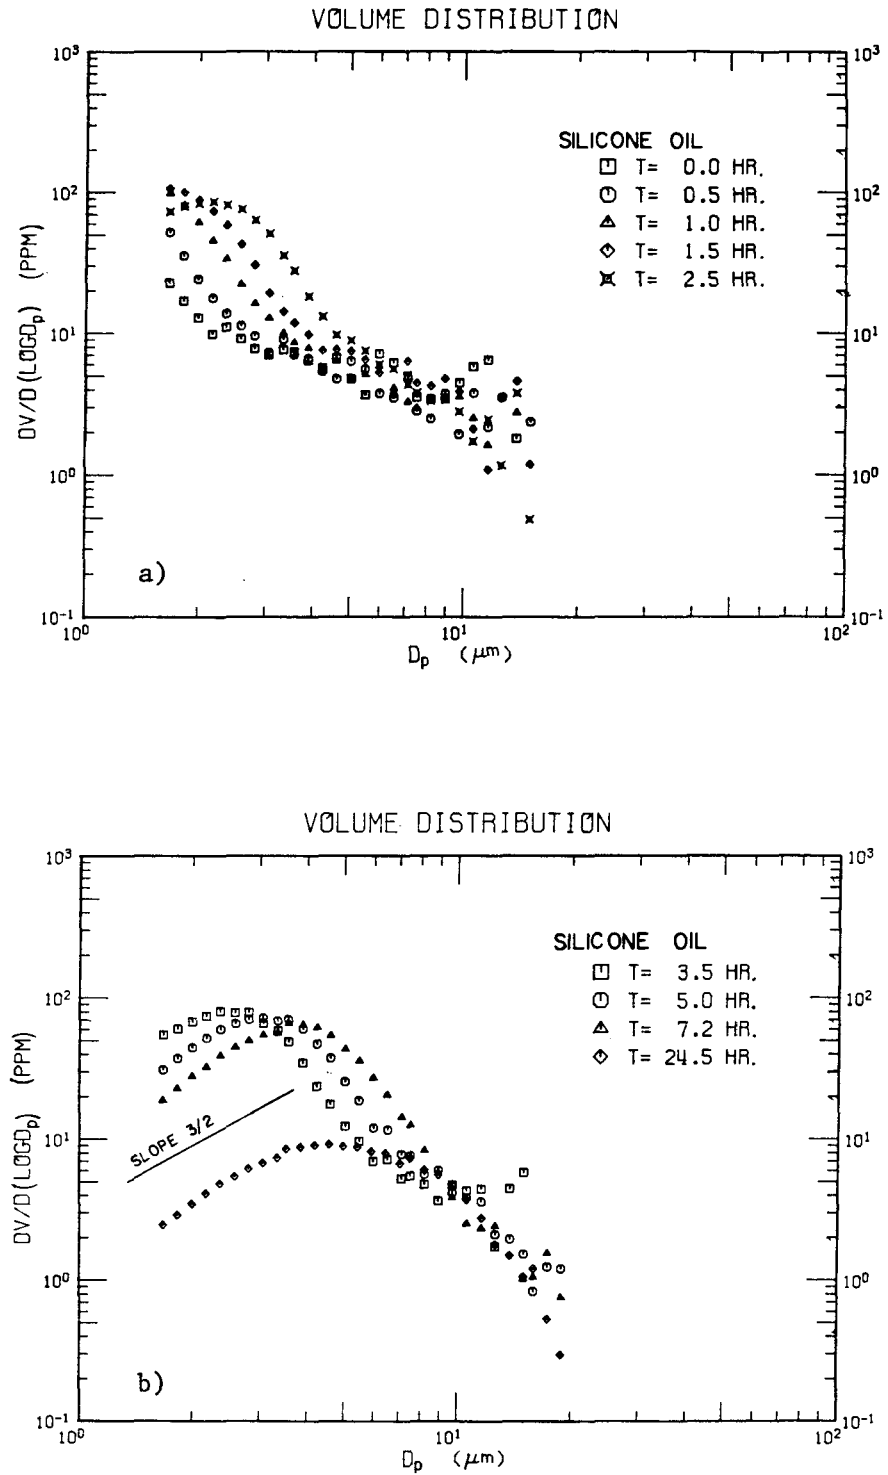 VOLUME DISTRIBUTION
10³ 10³
SILICONE OIL
T= 0.0 HR.
T= 0.5 HR.
T= 1.0 HR.
T= 1.5 HR.
T= 2.5 HR.
10² 10²
DV/D(LOGDₚ) (PPM)
10¹ 10¹
10⁰ 10⁰
a)
10⁻¹ 10⁻¹
10⁰ 10¹ 10²
Dₚ (μm)
VOLUME DISTRIBUTION
10³ 10³
SILICONE OIL
T= 3.5 HR.
T= 5.0 HR.
T= 7.2 HR.
T= 24.5 HR.
10² 10²
DV/D(LOGDₚ) (PPM)
SLOPE 3/2
10¹ 10¹
10⁰ 10⁰
b)
10⁻¹ 10⁻¹
10⁰ 10¹ 10²
Dₚ (μm)